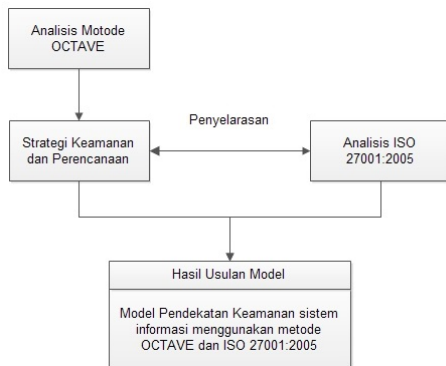 Analisis Motode
OCTAVE
Penyelarasan
Strategi Keamanan
dan Perencanaan
Analisis ISO
27001:2005
Hasil Usulan Model
Model Pendekatan Keamanan sistem
informasi menggunakan metode
OCTAVE dan ISO 27001:2005